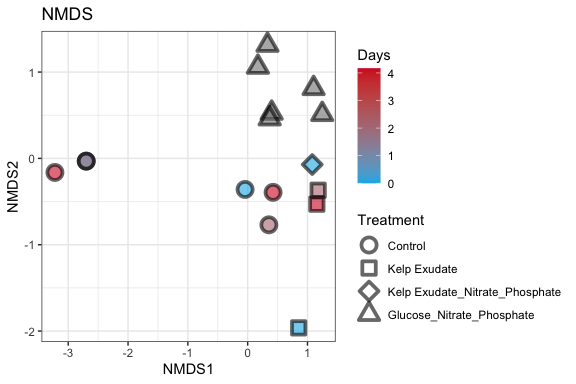 NMDS
1
0
-1
-2
NMDS2
-3
-2
-1
0
1
NMDS1
Days
4
3
2
1
0
Treatment
Control
Kelp Exudate
Kelp Exudate_Nitrate_Phosphate
Glucose_Nitrate_Phosphate